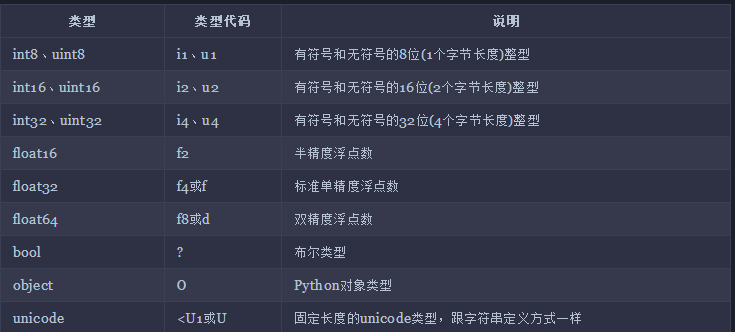 类型 类型代码 说明
int8、uint8 i1、u1 有符号和无符号的8位(1个字节长度)整型
int16、uint16 i2、u2 有符号和无符号的16位(2个字节长度)整型
int32、uint32 i4、u4 有符号和无符号的32位(4个字节长度)整型
float16 f2 半精度浮点数
float32 f4或f 标准单精度浮点数
float64 f8或d 双精度浮点数
bool ? 布尔类型
object O Python对象类型
unicode <U1或U 固定长度的unicode类型，跟字符串定义方式一样